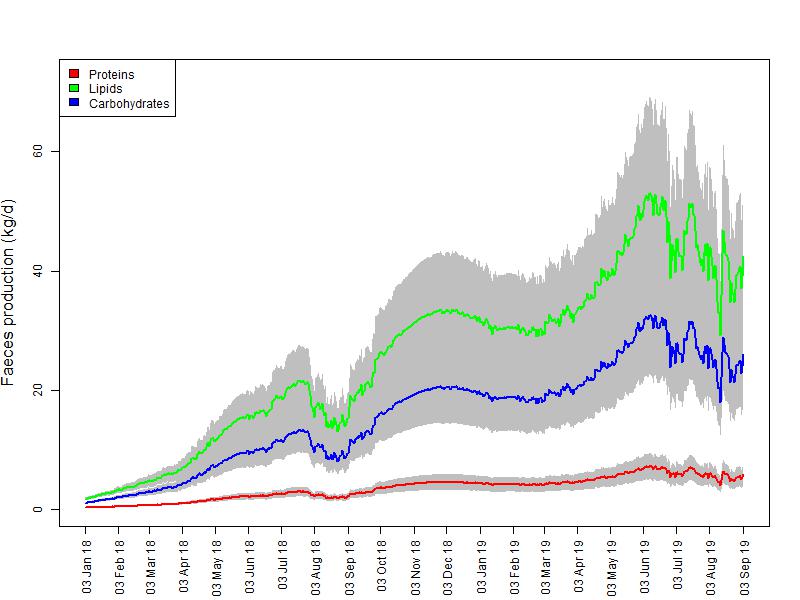 Proteins
Lipids
Carbohydrates
Faeces production (kg/d)
60
40
20
0
03 Jan 18
03 Feb 18
03 Mar 18
03 Apr 18
03 May 18
03 Jun 18
03 Jul 18
03 Aug 18
03 Sep 18
03 Oct 18
03 Nov 18
03 Dec 18
03 Jan 19
03 Feb 19
03 Mar 19
03 Apr 19
03 May 19
03 Jun 19
03 Jul 19
03 Aug 19
03 Sep 19